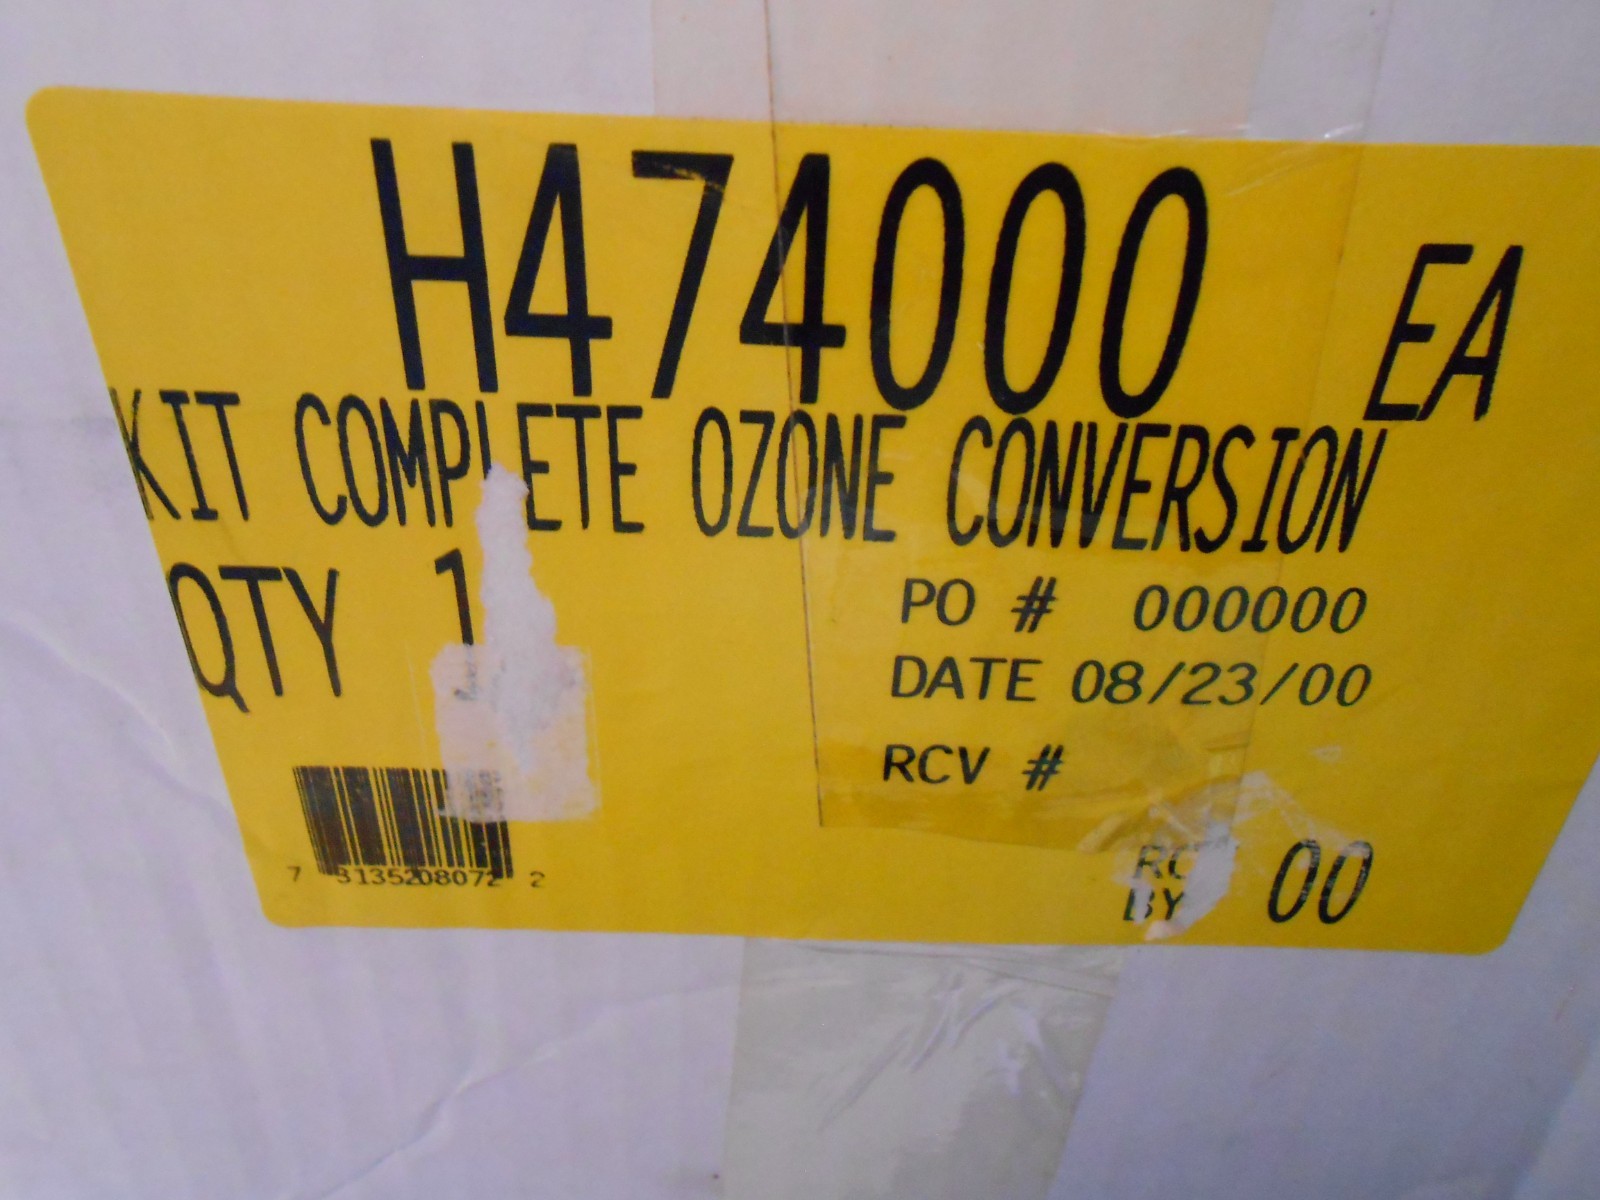 H474000 EA
KIT COMPLETE OZONE CONVERSION
QTY 1
PO # 000000
DATE 08/23/00
RCV #
7 3135208072 2
BY 00